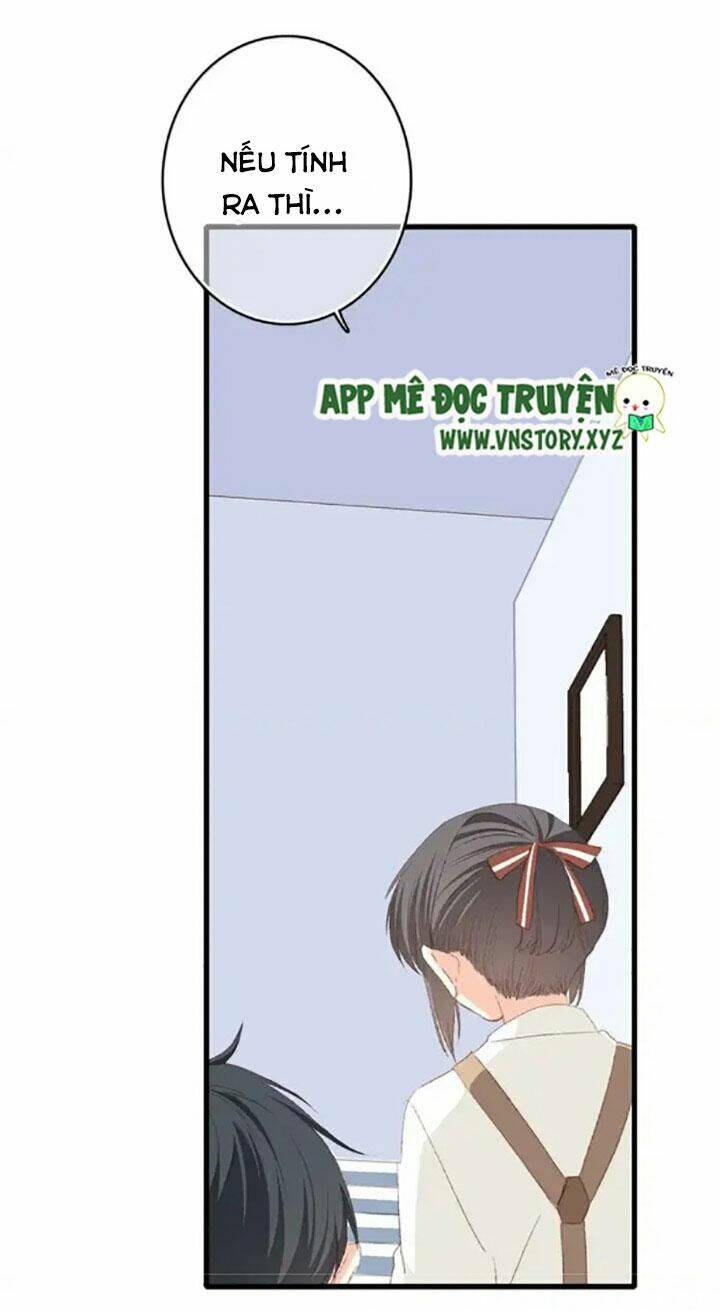 NẾU TÍNH
RA THÌ...
MÊ ĐỌC TRUYỆN
APP MÊ ĐỌC TRUYỆN
WWW.VNSTORY.XYZ